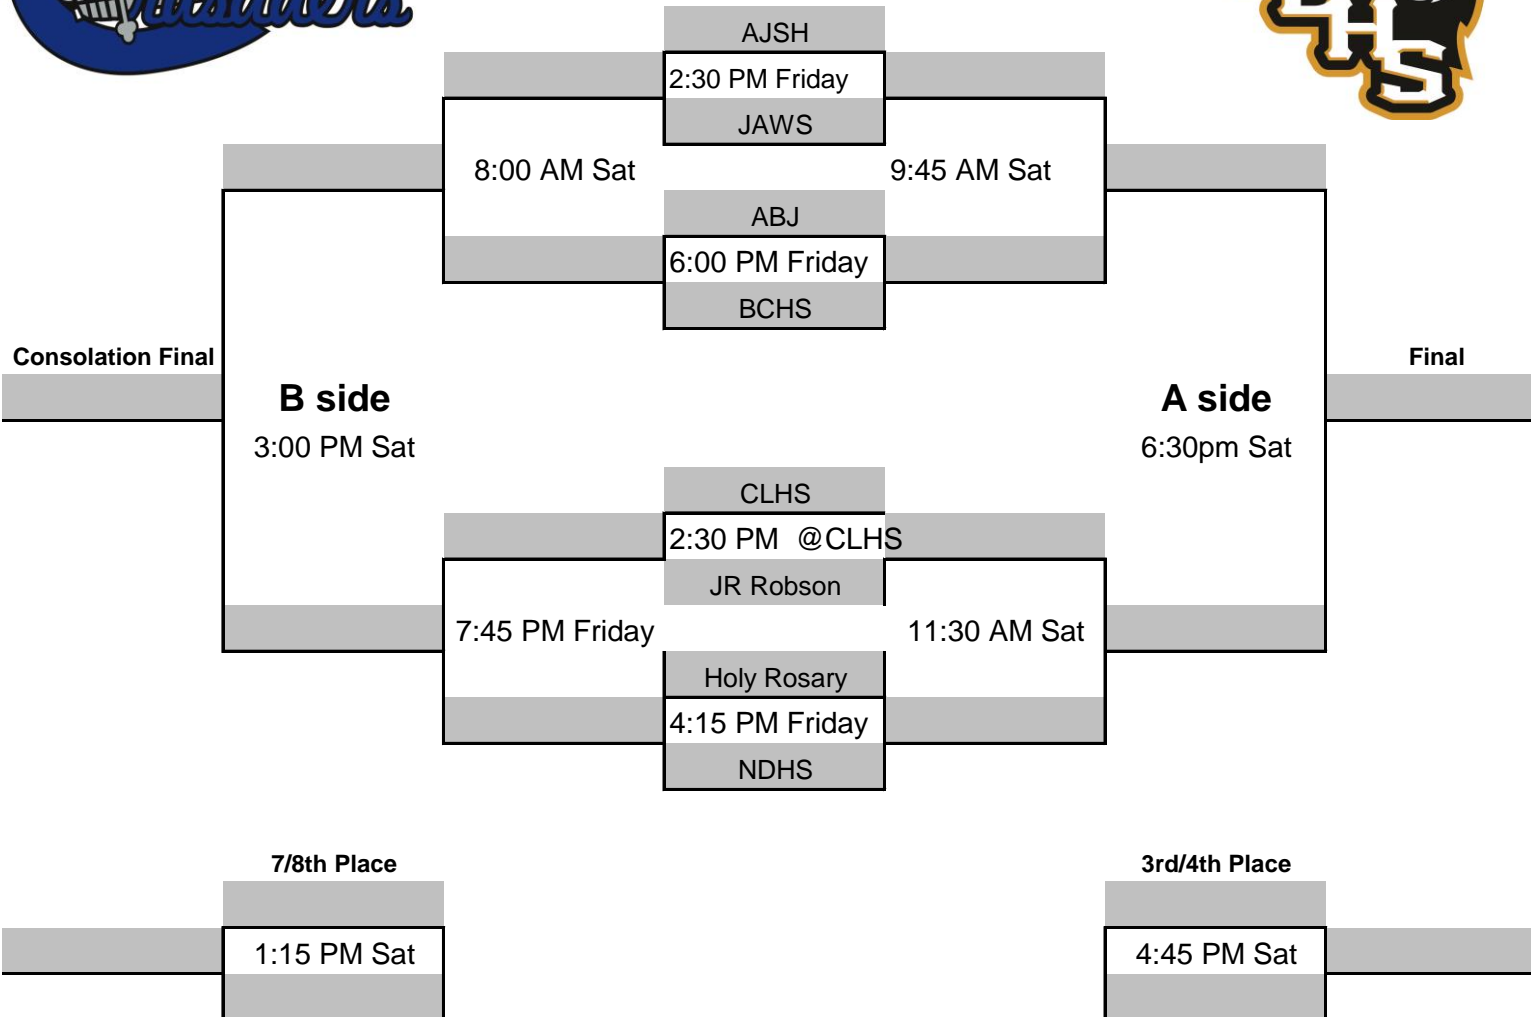 AJSH
2:30 PM Friday
JAWS
8:00 AM Sat
9:45 AM Sat
ABJ
6:00 PM Friday
BCHS
Consolation Final
Final
B side
A side
3:00 PM Sat
6:30pm Sat
CLHS
2:30 PM @CLHS
JR Robson
7:45 PM Friday
11:30 AM Sat
Holy Rosary
4:15 PM Friday
NDHS
7/8th Place
3rd/4th Place
1:15 PM Sat
4:45 PM Sat